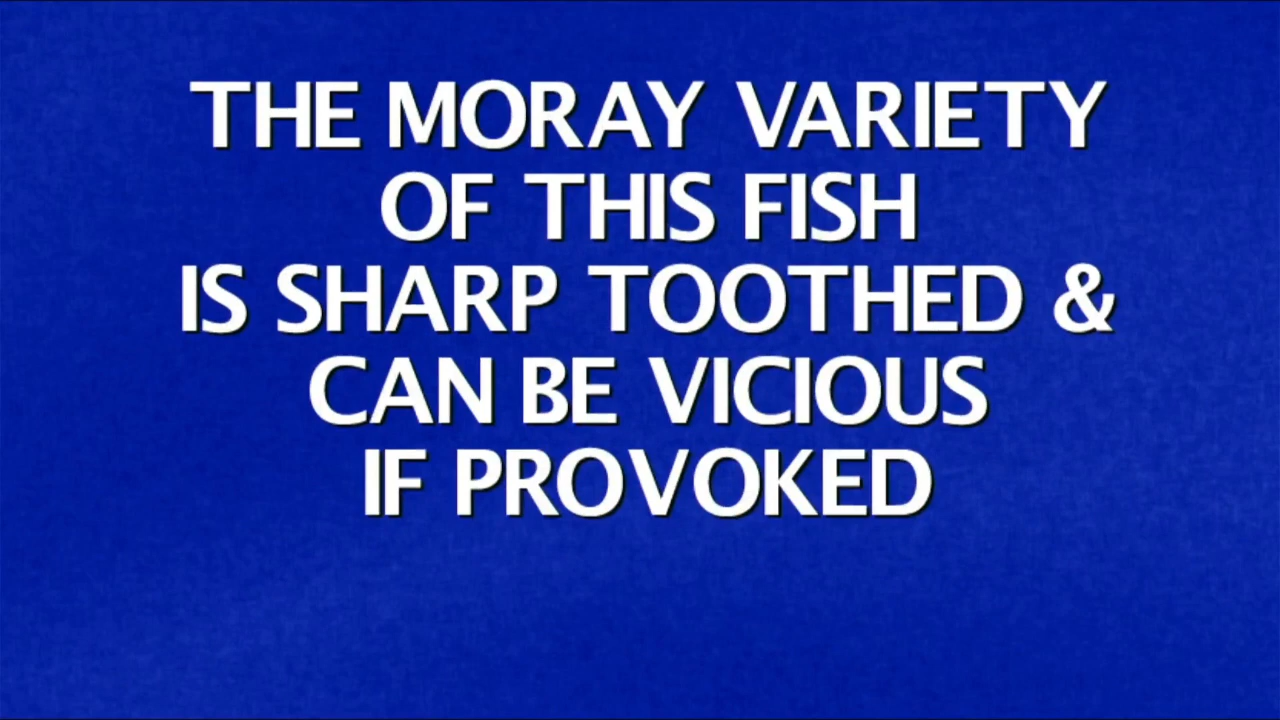 THE MORAY VARIETY
OF THIS FISH
IS SHARP TOOTHED &
CAN BE VICIOUS
IF PROVOKED